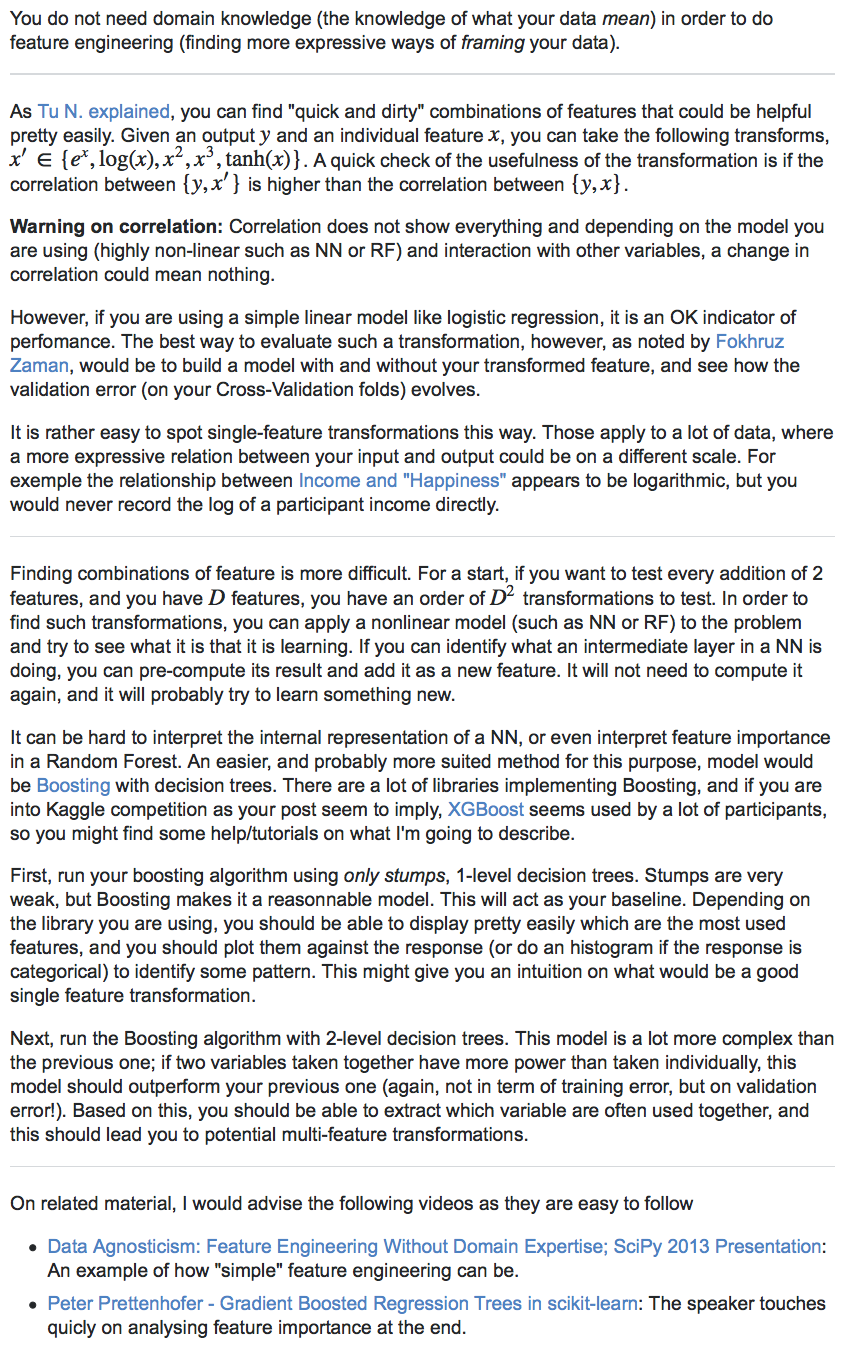 You do not need domain knowledge (the knowledge of what your data mean) in order to do
feature engineering (finding more expressive ways of framing your data).
As Tu N. explained, you can find "quick and dirty" combinations of features that could be helpful
pretty easily. Given an output y and an individual feature x, you can take the following transforms,
x′ ∈ {eˣ, log(x), x², x³, tanh(x)}. A quick check of the usefulness of the transformation is if the
correlation between {y, x′} is higher than the correlation between {y, x}.
Warning on correlation: Correlation does not show everything and depending on the model you
are using (highly non-linear such as NN or RF) and interaction with other variables, a change in
correlation could mean nothing.
However, if you are using a simple linear model like logistic regression, it is an OK indicator of
perfomance. The best way to evaluate such a transformation, however, as noted by Fokhruz
Zaman, would be to build a model with and without your transformed feature, and see how the
validation error (on your Cross-Validation folds) evolves.
It is rather easy to spot single-feature transformations this way. Those apply to a lot of data, where
a more expressive relation between your input and output could be on a different scale. For
exemple the relationship between Income and "Happiness" appears to be logarithmic, but you
would never record the log of a participant income directly.
Finding combinations of feature is more difficult. For a start, if you want to test every addition of 2
features, and you have D features, you have an order of D² transformations to test. In order to
find such transformations, you can apply a nonlinear model (such as NN or RF) to the problem
and try to see what it is that it is learning. If you can identify what an intermediate layer in a NN is
doing, you can pre-compute its result and add it as a new feature. It will not need to compute it
again, and it will probably try to learn something new.
It can be hard to interpret the internal representation of a NN, or even interpret feature importance
in a Random Forest. An easier, and probably more suited method for this purpose, model would
be Boosting with decision trees. There are a lot of libraries implementing Boosting, and if you are
into Kaggle competition as your post seem to imply, XGBoost seems used by a lot of participants,
so you might find some help/tutorials on what I'm going to describe.
First, run your boosting algorithm using only stumps, 1-level decision trees. Stumps are very
weak, but Boosting makes it a reasonnable model. This will act as your baseline. Depending on
the library you are using, you should be able to display pretty easily which are the most used
features, and you should plot them against the response (or do an histogram if the response is
categorical) to identify some pattern. This might give you an intuition on what would be a good
single feature transformation.
Next, run the Boosting algorithm with 2-level decision trees. This model is a lot more complex than
the previous one; if two variables taken together have more power than taken individually, this
model should outperform your previous one (again, not in term of training error, but on validation
error!). Based on this, you should be able to extract which variable are often used together, and
this should lead you to potential multi-feature transformations.
On related material, I would advise the following videos as they are easy to follow
• Data Agnosticism: Feature Engineering Without Domain Expertise; SciPy 2013 Presentation:
An example of how "simple" feature engineering can be.
• Peter Prettenhofer - Gradient Boosted Regression Trees in scikit-learn: The speaker touches
quicly on analysing feature importance at the end.